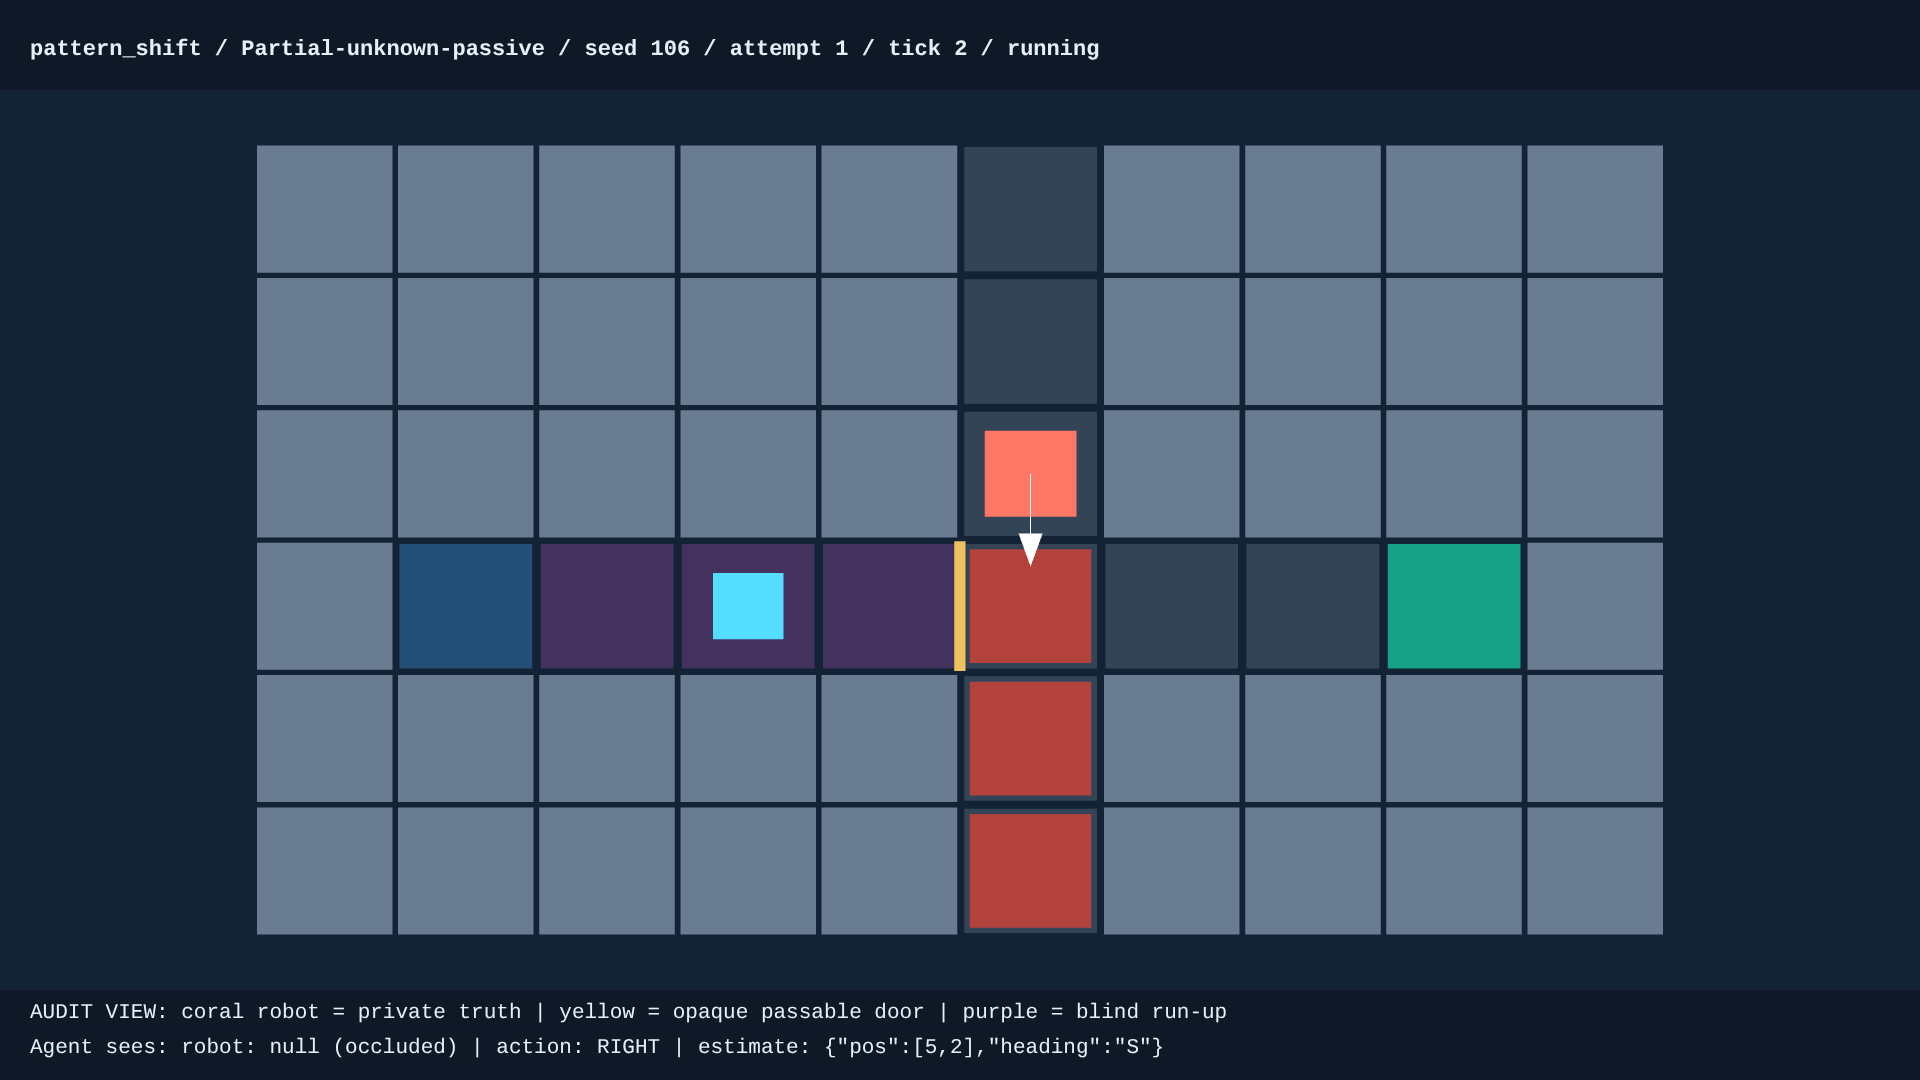 pattern_shift / Partial-unknown-passive / seed 106 / attempt 1 / tick 2 / running
AUDIT VIEW: coral robot = private truth | yellow = opaque passable door | purple = blind run-up
Agent sees: robot: null (occluded) | action: RIGHT | estimate: {"pos":[5,2],"heading":"S"}